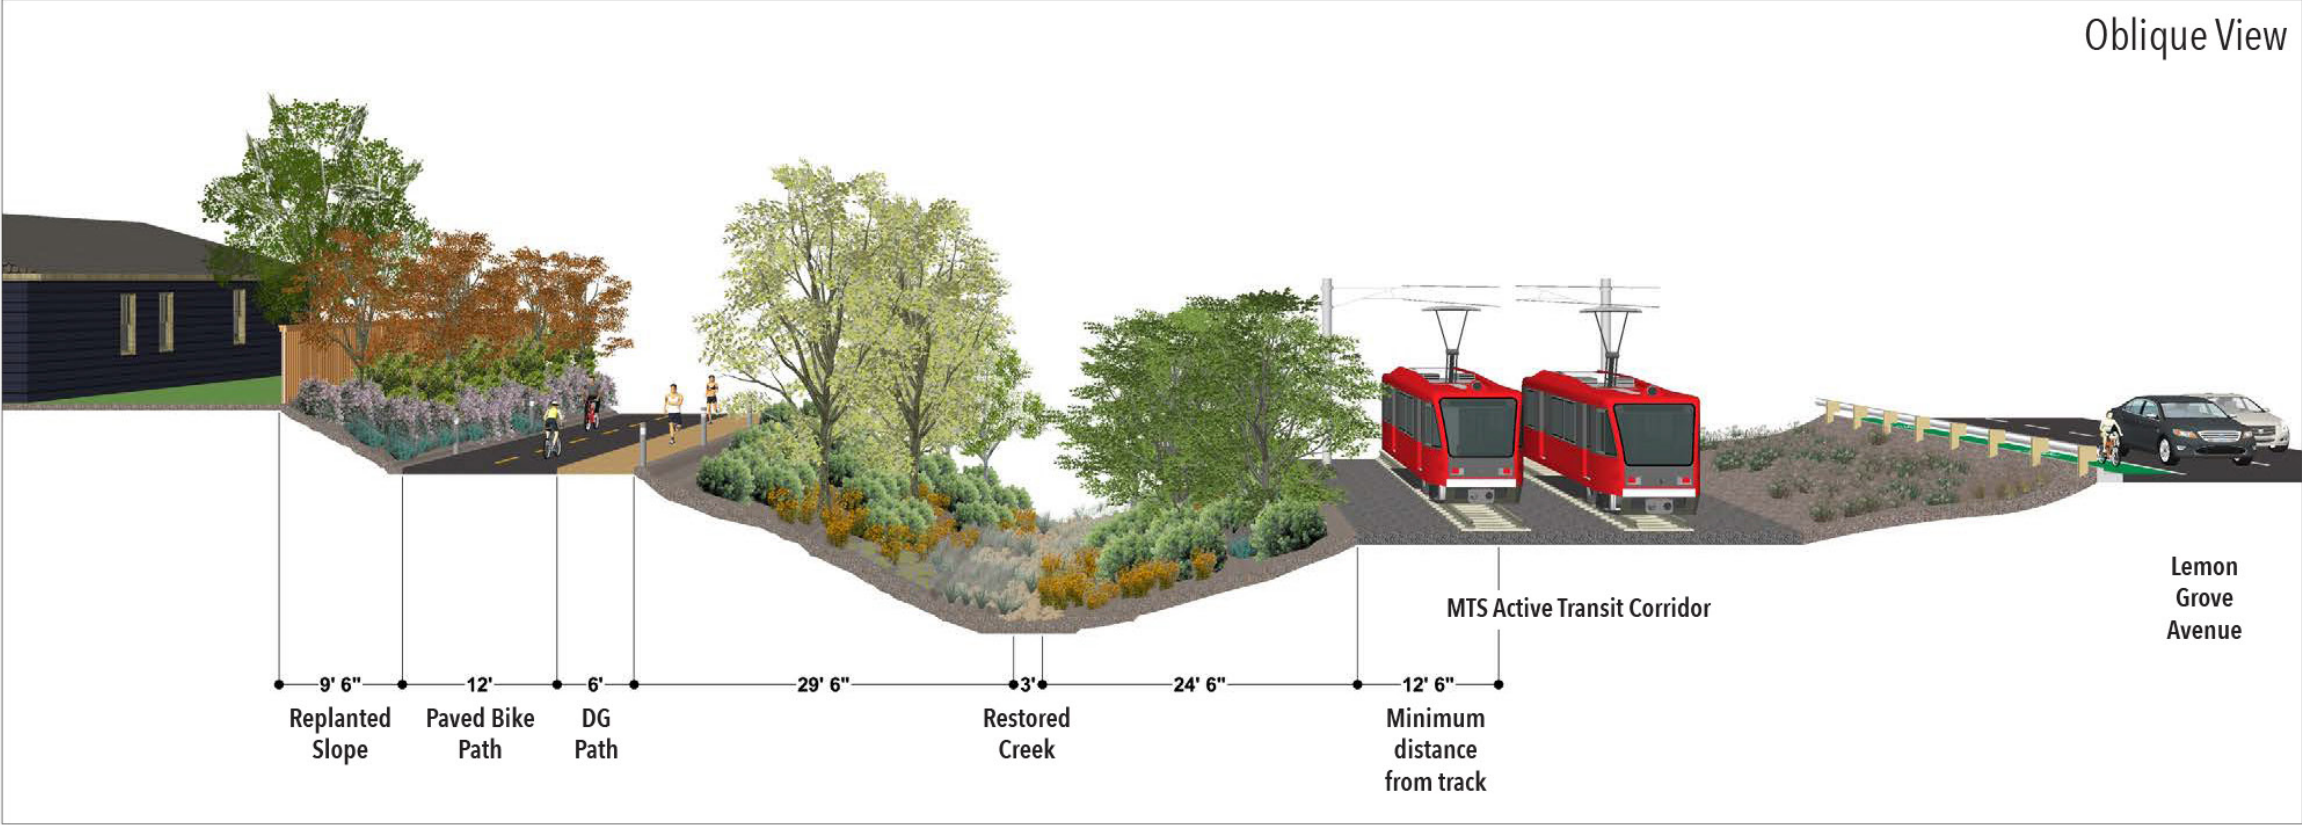 Oblique View
MTS Active Transit Corridor
Lemon
Grove
Avenue
9' 6"
12'
6'
29' 6"
3'
24' 6"
12' 6"
Replanted
Slope
Paved Bike
Path
DG
Path
Restored
Creek
Minimum
distance
from track